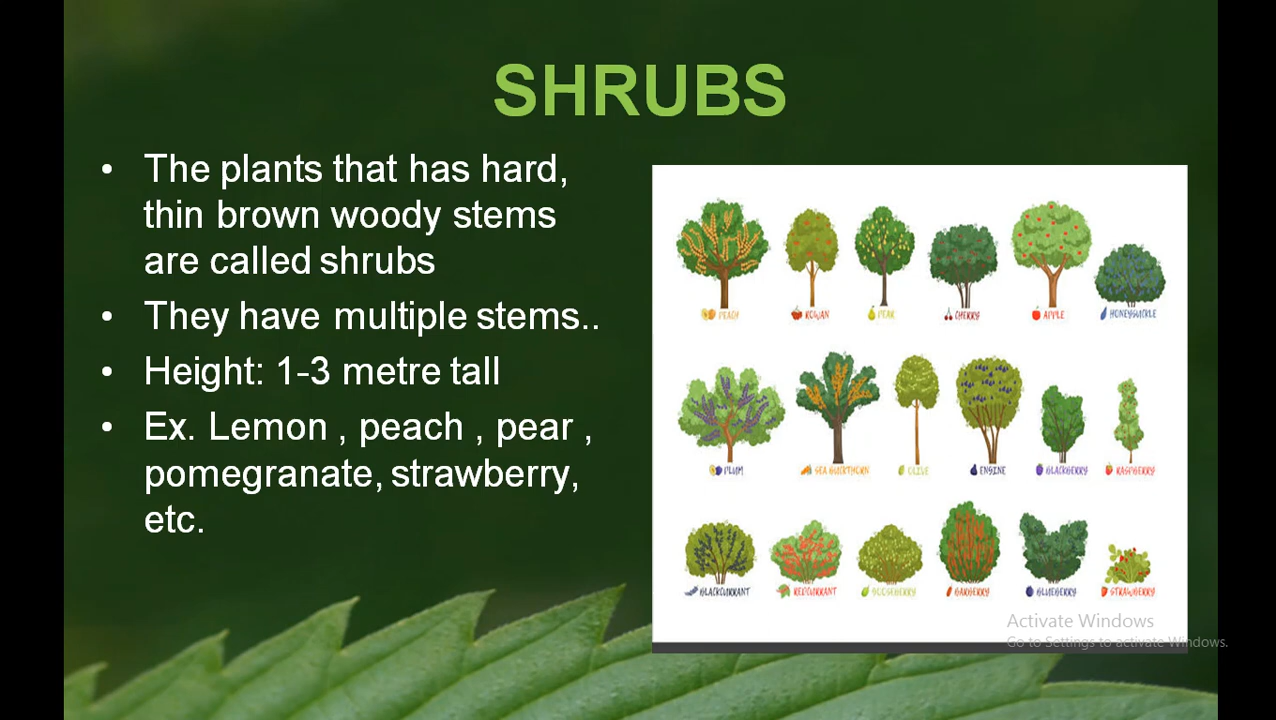 SHRUBS
• The plants that has hard,
thin brown woody stems
are called shrubs
• They have multiple stems..
• Height: 1-3 metre tall
• Ex. Lemon , peach , pear ,
pomegranate, strawberry,
etc.
PEACH ROWAN PEAR CHERRY APPLE HONEYSUCKLE
PLUM SEA BUCKTHORN OLIVE ENGINE BLACKBERRY RASPBERRY
BLACKCURRANT REDCURRANT GOOSEBERRY BARBERRY BLUEBERRY STRAWBERRY
Activate Windows
Go to Settings to activate Windows.